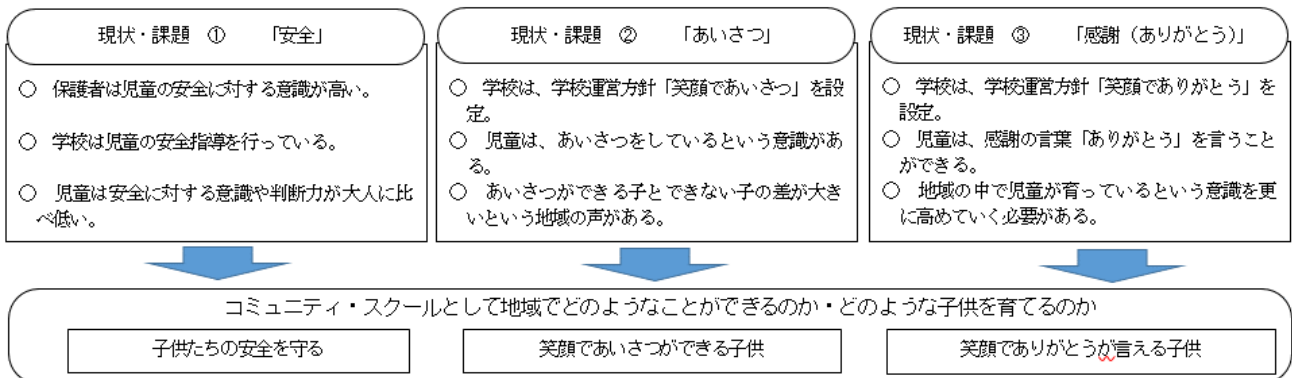 現状・課題 ① 「安全」
○ 保護者は児童の安全に対する意識が高い。
○ 学校は児童の安全指導を行っている。
○ 児童は安全に対する意識や判断力が大人に比
べ低い。
現状・課題 ② 「あいさつ」
○ 学校は、学校運営方針「笑顔であいさつ」を設
定。
○ 児童は、あいさつをしているという意識があ
る。
○ あいさつができる子とできない子の差が大き
いという地域の声がある。
現状・課題 ③ 「感謝（ありがとう）」
○ 学校は、学校運営方針「笑顔でありがとう」を
設定。
○ 児童は、感謝の言葉「ありがとう」を言うこと
ができる。
○ 地域の中で児童が育っているという意識を更
に高めていく必要がある。
コミュニティ・スクールとして地域でどのようなことができるのか・どのような子供を育てるのか
子供たちの安全を守る
笑顔であいさつができる子供
笑顔でありがとうが言える子供